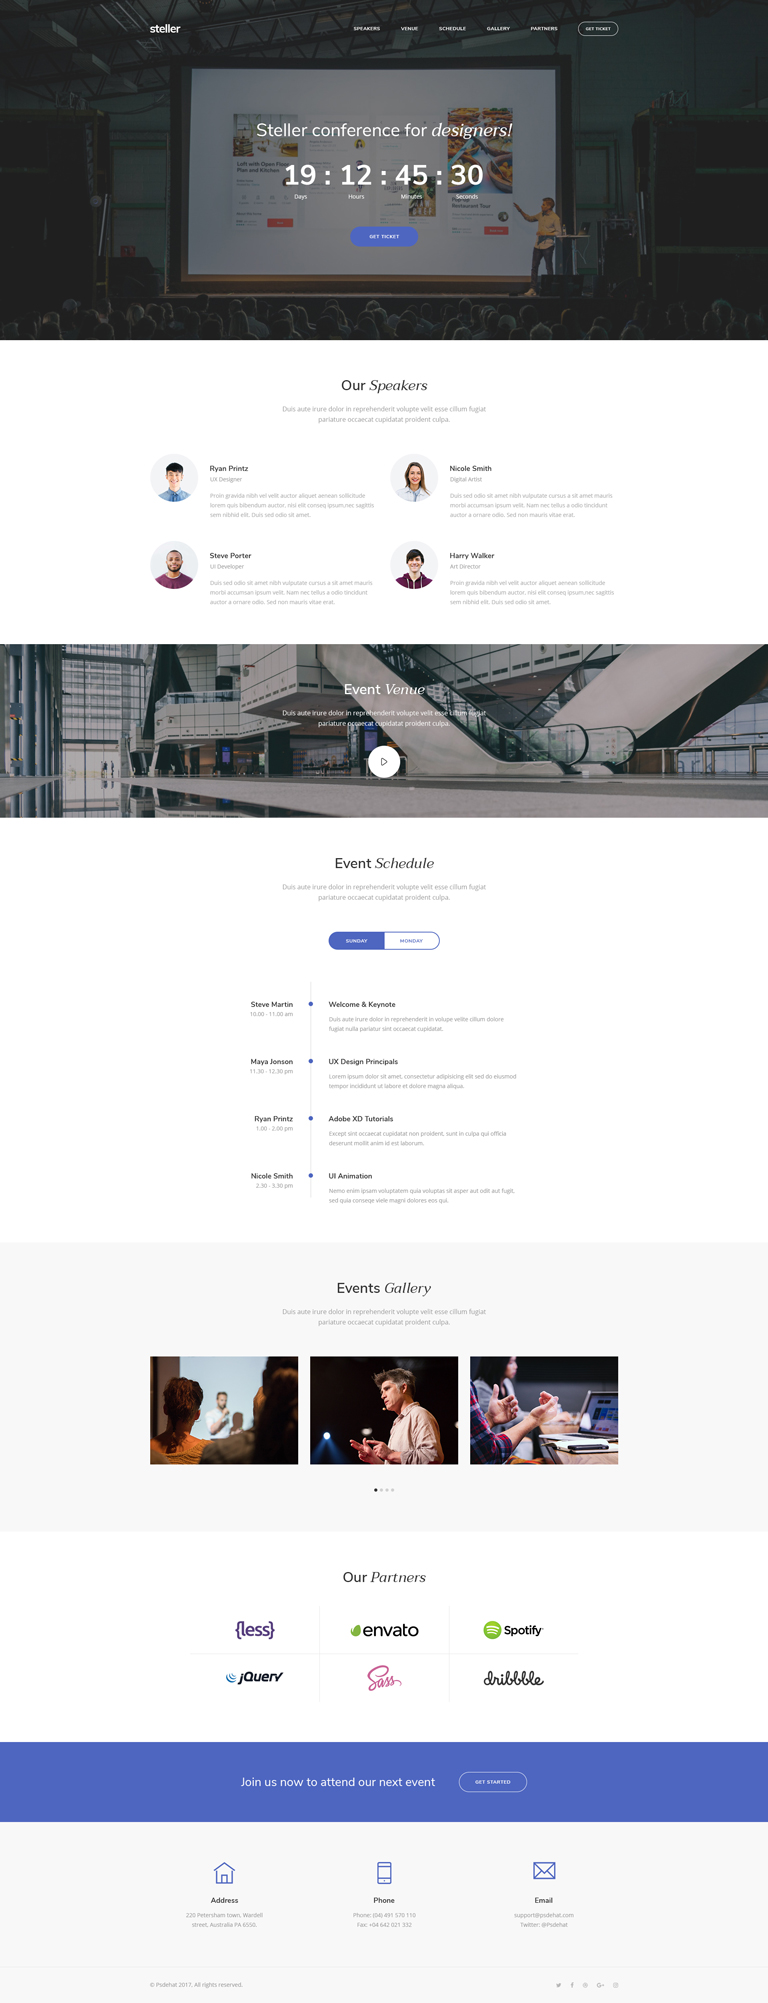 steller
SPEAKERS VENUE SCHEDULE GALLERY PARTNERS GET TICKET
Steller conference for designers!
19 : 12 : 45 : 30
Days Hours Minutes Seconds
GET TICKET
Our Speakers
Duis aute irure dolor in reprehenderit volupte velit esse cillum fugiat
pariature occaecat cupidatat proident culpa.
Ryan Printz
UX Designer
Proin gravida nibh vel velit auctor aliquet aenean sollicitude
lorem quis bibendum auctor, nisi elit conseq ipsum,nec sagittis
sem nibhid elit. Duis sed odio sit amet.
Nicole Smith
Digital Artist
Duis sed odio sit amet nibh vulputate cursus a sit amet mauris
morbi accumsan ipsum velit. Nam nec tellus a odio tincidunt
auctor a ornare odio. Sed non mauris vitae erat.
Steve Porter
UI Developer
Duis sed odio sit amet nibh vulputate cursus a sit amet mauris
morbi accumsan ipsum velit. Nam nec tellus a odio tincidunt
auctor a ornare odio. Sed non mauris vitae erat.
Harry Walker
Art Director
Proin gravida nibh vel velit auctor aliquet aenean sollicitude
lorem quis bibendum auctor, nisi elit conseq ipsum,nec sagittis
sem nibhid elit. Duis sed odio sit amet.
Event Venue
Duis aute irure dolor in reprehenderit volupte velit esse cillum fugiat
pariature occaecat cupidatat proident culpa.
Event Schedule
Duis aute irure dolor in reprehenderit volupte velit esse cillum fugiat
pariature occaecat cupidatat proident culpa.
SUNDAY MONDAY
Steve Martin
10.00 - 11.00 am
Welcome & Keynote
Duis aute irure dolor in reprehenderit in volupe velite cillum dolore
fugiat nulla pariatur sint occaecat cupidatat.
Maya Jonson
11.30 - 12.30 pm
UX Design Principals
Lorem ipsum dolor sit amet, consectetur adipisicing elit sed do eiusmod
tempor incididunt ut labore et dolore magna aliqua.
Ryan Printz
1.00 - 2.00 pm
Adobe XD Tutorials
Except sint occaecat cupidatat non proident, sunt in culpa qui officia
deserunt mollit anim id est laborum.
Nicole Smith
2.30 - 3.30 pm
UI Animation
Nemo enim ipsam voluptatem quia voluptas sit asper aut odit aut fugit,
sed quia conseqe viele magni dolores eos qui.
Events Gallery
Duis aute irure dolor in reprehenderit volupte velit esse cillum fugiat
pariature occaecat cupidatat proident culpa.
Our Partners
{less} envato Spotify
jQuery Sass dribbble
Join us now to attend our next event GET STARTED
Address
220 Petersham town, Wardell
street, Australia PA 6550.
Phone
Phone: (04) 491 570 110
Fax: +04 642 021 332
Email
support@psdehat.com
Twitter: @Psdehat
© Psdehat 2017. All rights reserved.